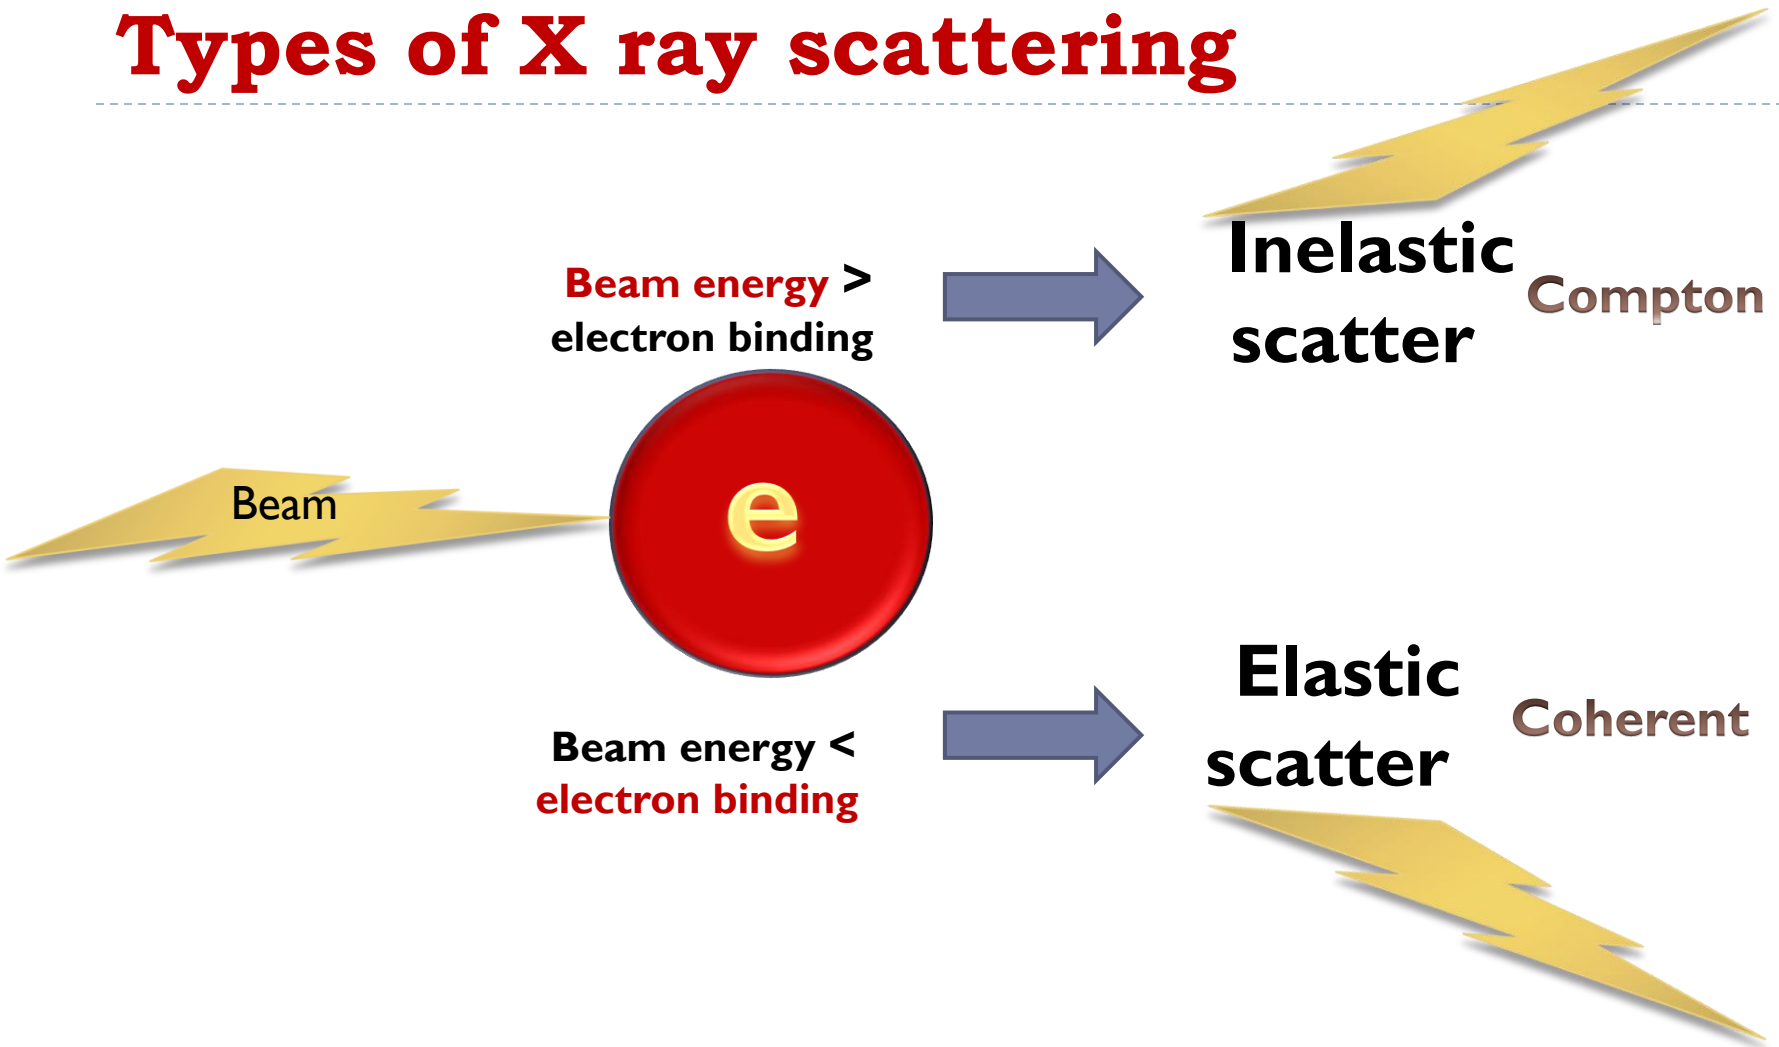 Types of X ray scattering
Beam energy >
electron binding
Inelastic
scatter
Compton
Beam
e
Beam energy <
electron binding
Elastic
scatter
Coherent